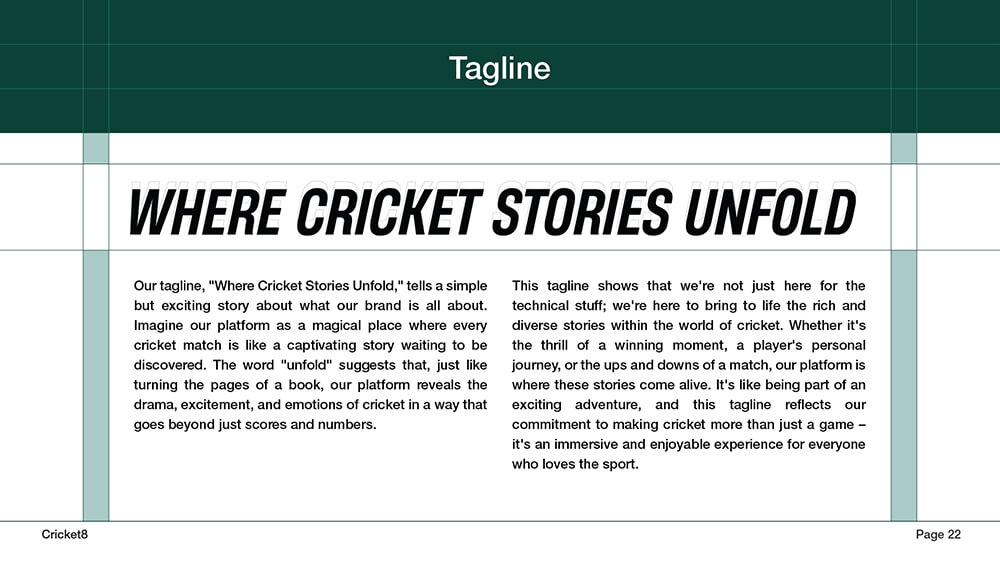 Tagline
WHERE CRICKET STORIES UNFOLD
Our tagline, "Where Cricket Stories Unfold," tells a simple
but exciting story about what our brand is all about.
Imagine our platform as a magical place where every
cricket match is like a captivating story waiting to be
discovered. The word "unfold" suggests that, just like
turning the pages of a book, our platform reveals the
drama, excitement, and emotions of cricket in a way that
goes beyond just scores and numbers.
This tagline shows that we're not just here for the
technical stuff; we're here to bring to life the rich and
diverse stories within the world of cricket. Whether it's
the thrill of a winning moment, a player's personal
journey, or the ups and downs of a match, our platform is
where these stories come alive. It's like being part of an
exciting adventure, and this tagline reflects our
commitment to making cricket more than just a game –
it's an immersive and enjoyable experience for everyone
who loves the sport.
Cricket8
Page 22